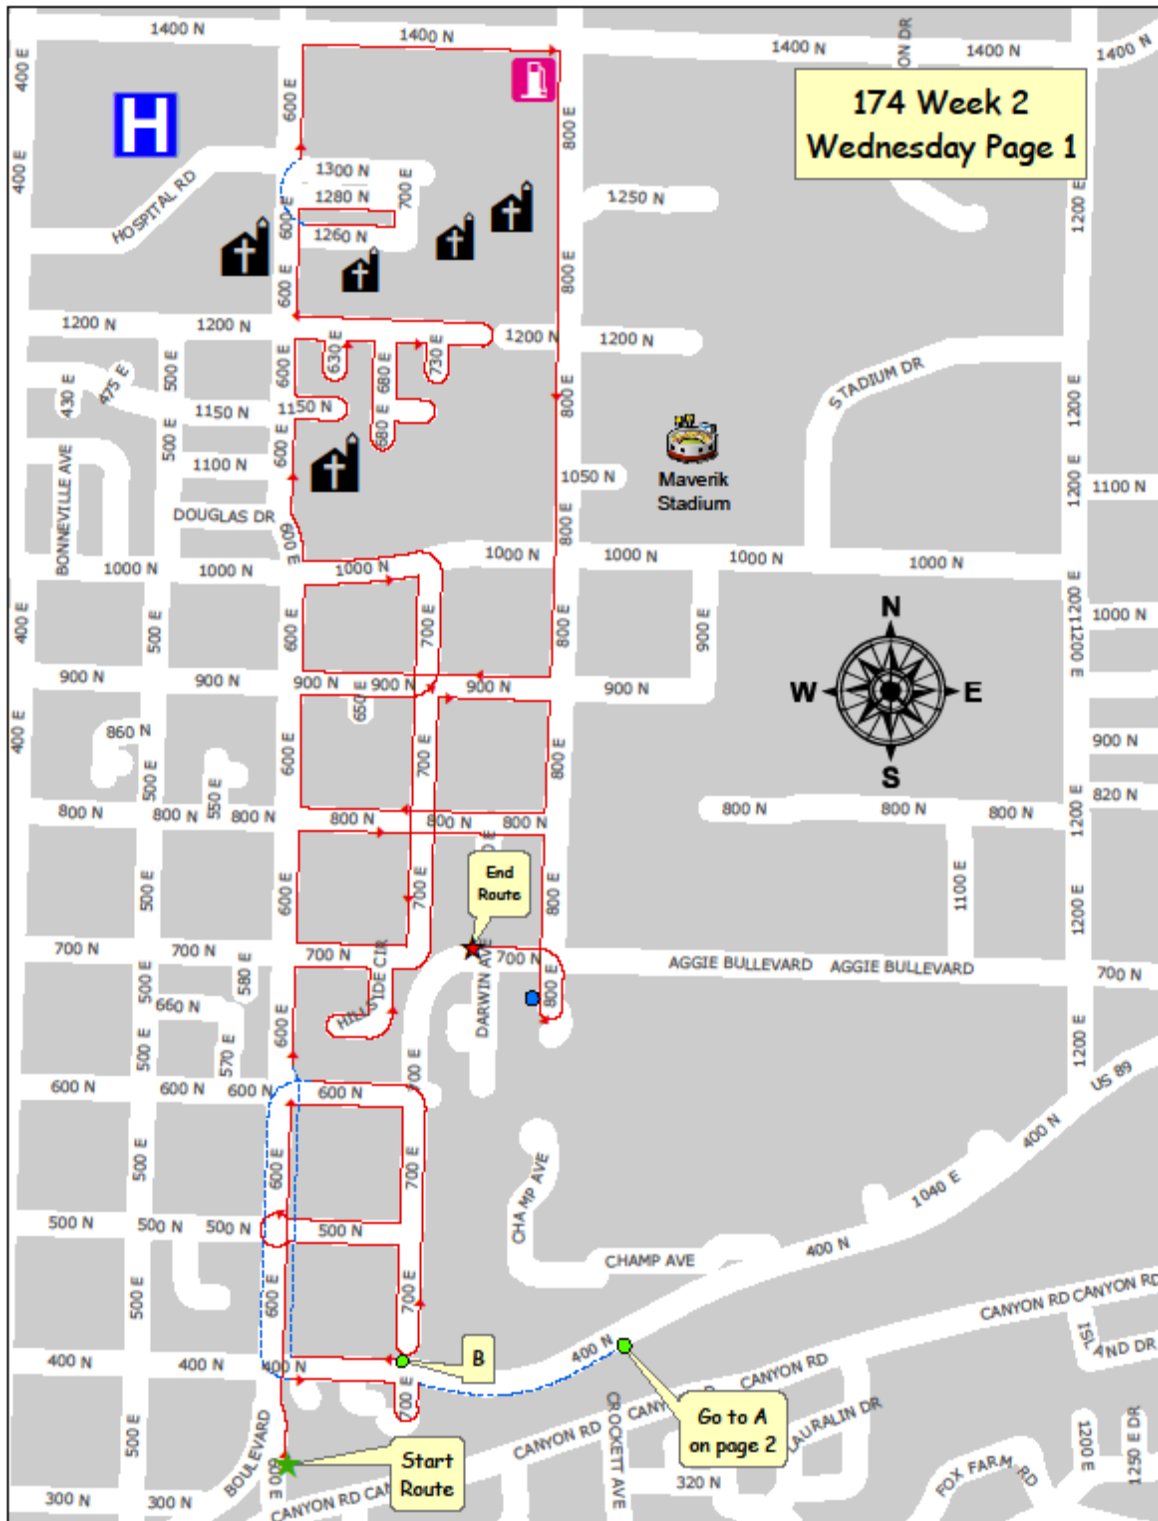 1400 N
1400 N
1400 N
1400 N
1400 N
ON DR
400 E
600 E
800 E
174 Week 2
Wednesday Page 1
H
400 E
HOSPITAL RD
1300 N
1280 N
700 E
1260 N
600 E
1250 N
1200 E
600 E
800 E
1200 N
1200 N
1200 N
1200 N
500 E
600 E
630 E
680 E
730 E
STADIUM DR
430 E
475 E
1150 N
1150 N
680 E
800 E
1200 E
500 E
600 E
BONNEVILLE AVE
1100 N
Maverik
Stadium
1050 N
1200 E
1100 N
DOUGLAS DR
600 E
800 E
1000 N
1000 N
1000 N
1000 N
1000 N
1000 N
1000 N
1200 E
1000 N
400 E
500 E
600 E
700 E
800 E
900 E
1200 E
N
W
E
S
900 N
900 N
900 N
900 N
900 N
900 N
650 E
400 E
860 N
500 E
550 E
600 E
700 E
800 E
900 N
820 N
800 N
800 N
800 N
800 N
800 N
800 N
800 N
800 N
800 N
1200 E
End
Route
500 E
600 E
700 E
800 E
1100 E
1200 E
700 N
700 N
700 N
700 N
AGGIE BULLEVARD
AGGIE BULLEVARD
700 N
HILLSIDE CIR
DARWIN AVE
500 E
580 E
660 N
600 E
800 E
500 E
570 E
1200 E
600 N
600 N
600 N
600 N
US 89
400 N
500 E
600 E
700 E
CHAMP AVE
1040 E
500 N
500 N
500 N
500 N
CHAMP AVE
400 N
500 E
600 E
700 E
CANYON RD
CANYON RD
400 N
400 N
400 N
B
400 N
CANYON RD
700 E
Go to A
on page 2
CROCKETT AVE
LAURALIN DR
500 E
BOULEVARD
600 E
Start
Route
CANYON RD
320 N
FOX FARM RD
1200 E
1250 E DR
300 N
300 N
CANYON RD